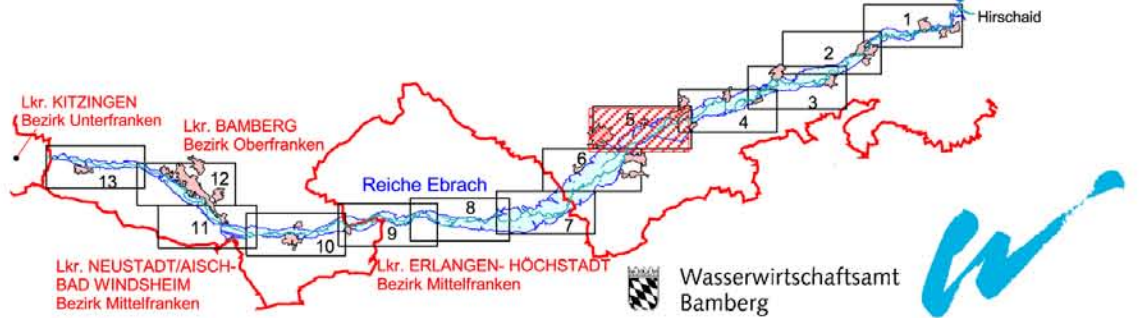 1
Hirschaid
2
3
4
5
6
7
8
9
10
11
12
13
Lkr. KITZINGEN
Bezirk Unterfranken
Lkr. BAMBERG
Bezirk Oberfranken
Reiche Ebrach
Lkr. NEUSTADT/AISCH-
BAD WINDSHEIM
Bezirk Mittelfranken
Lkr. ERLANGEN- HÖCHSTADT
Bezirk Mittelfranken
Wasserwirtschaftsamt
Bamberg